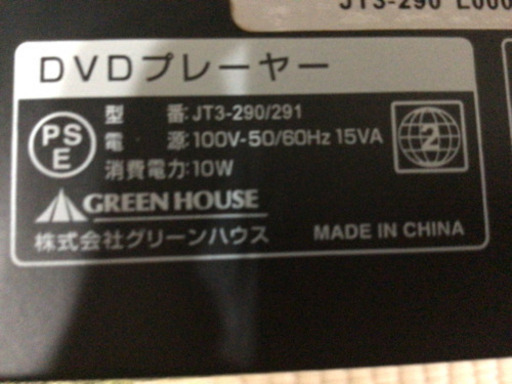 JT3-290
DVDプレーヤー
型 番:JT3-290/291
電 源:100V-50/60Hz 15VA
消費電力:10W
PS
E
2
GREEN HOUSE
株式会社グリーンハウス
MADE IN CHINA